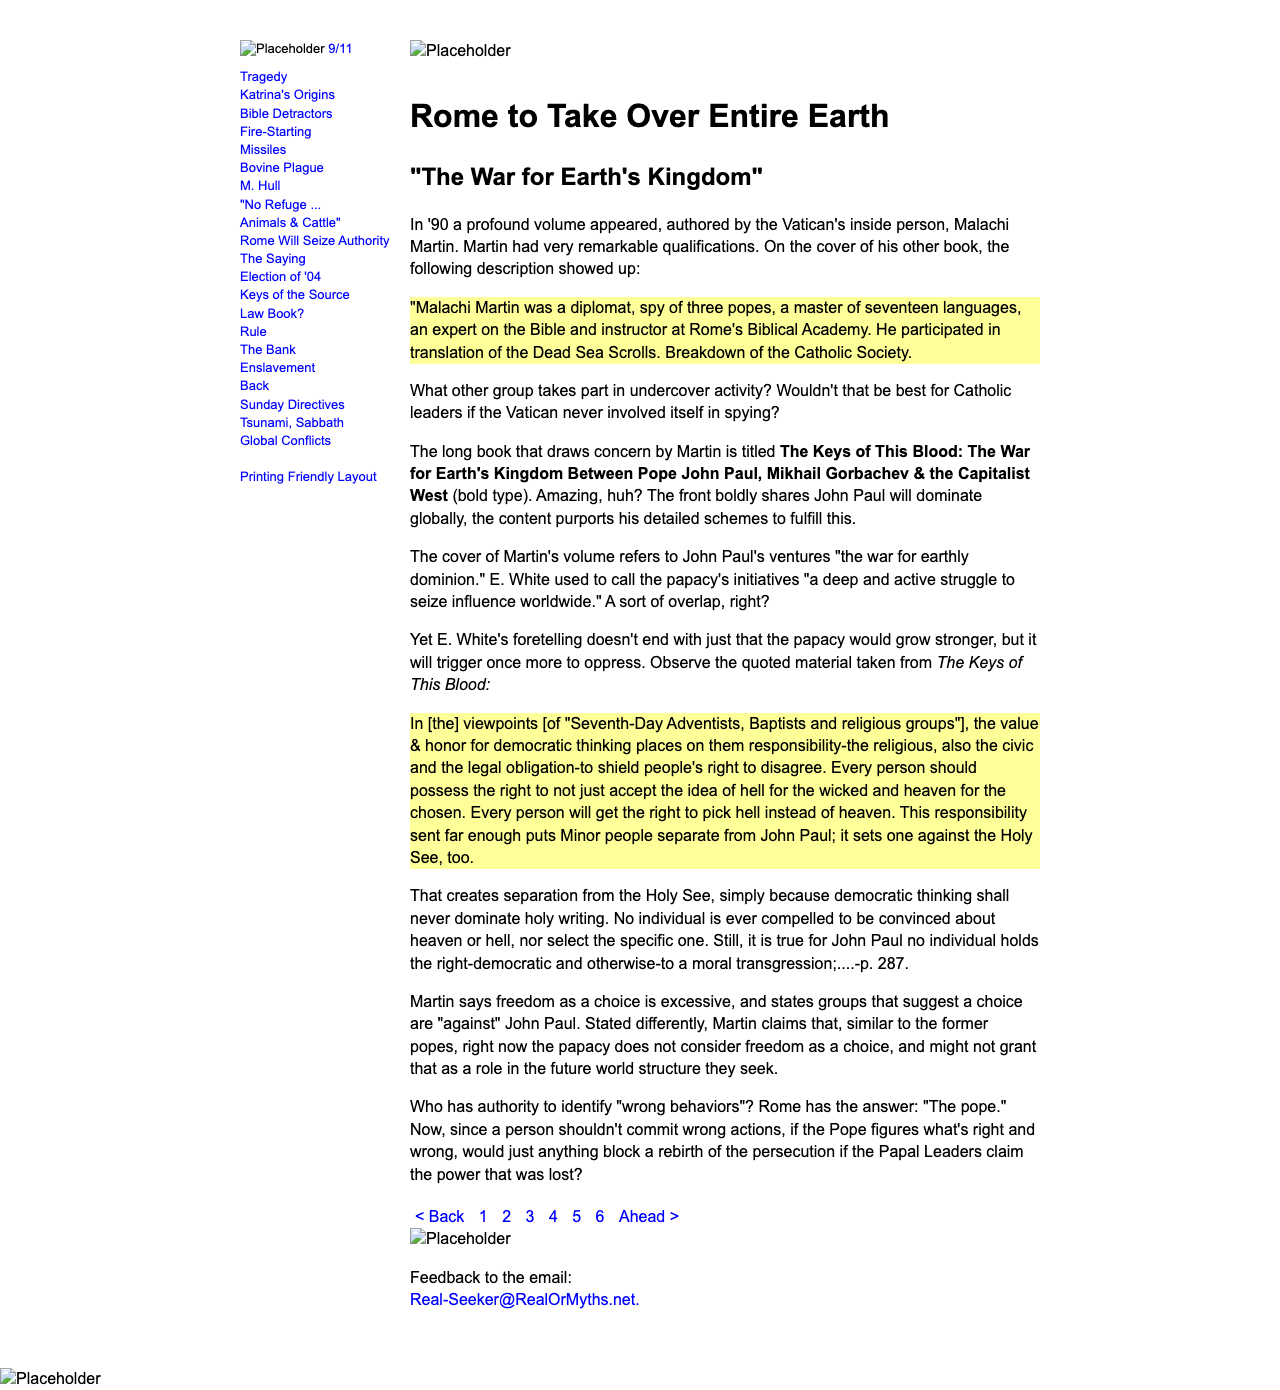 Placeholder 9/11
Tragedy
Katrina's Origins
Bible Detractors
Fire-Starting
Missiles
Bovine Plague
M. Hull
"No Refuge ...
Animals & Cattle"
Rome Will Seize Authority
The Saying
Election of '04
Keys of the Source
Law Book?
Rule
The Bank
Enslavement
Back
Sunday Directives
Tsunami, Sabbath
Global Conflicts
Printing Friendly Layout
Placeholder
Rome to Take Over Entire Earth
"The War for Earth's Kingdom"
In '90 a profound volume appeared, authored by the Vatican's inside person, Malachi
Martin. Martin had very remarkable qualifications. On the cover of his other book, the
following description showed up:
"Malachi Martin was a diplomat, spy of three popes, a master of seventeen languages,
an expert on the Bible and instructor at Rome's Biblical Academy. He participated in
translation of the Dead Sea Scrolls. Breakdown of the Catholic Society.
What other group takes part in undercover activity? Wouldn't that be best for Catholic
leaders if the Vatican never involved itself in spying?
The long book that draws concern by Martin is titled The Keys of This Blood: The War
for Earth's Kingdom Between Pope John Paul, Mikhail Gorbachev & the Capitalist
West (bold type). Amazing, huh? The front boldly shares John Paul will dominate
globally, the content purports his detailed schemes to fulfill this.
The cover of Martin's volume refers to John Paul's ventures "the war for earthly
dominion." E. White used to call the papacy's initiatives "a deep and active struggle to
seize influence worldwide." A sort of overlap, right?
Yet E. White's foretelling doesn't end with just that the papacy would grow stronger, but it
will trigger once more to oppress. Observe the quoted material taken from The Keys of
This Blood:
In [the] viewpoints [of "Seventh-Day Adventists, Baptists and religious groups"], the value
& honor for democratic thinking places on them responsibility-the religious, also the civic
and the legal obligation-to shield people's right to disagree. Every person should
possess the right to not just accept the idea of hell for the wicked and heaven for the
chosen. Every person will get the right to pick hell instead of heaven. This responsibility
sent far enough puts Minor people separate from John Paul; it sets one against the Holy
See, too.
That creates separation from the Holy See, simply because democratic thinking shall
never dominate holy writing. No individual is ever compelled to be convinced about
heaven or hell, nor select the specific one. Still, it is true for John Paul no individual holds
the right-democratic and otherwise-to a moral transgression;....-p. 287.
Martin says freedom as a choice is excessive, and states groups that suggest a choice
are "against" John Paul. Stated differently, Martin claims that, similar to the former
popes, right now the papacy does not consider freedom as a choice, and might not grant
that as a role in the future world structure they seek.
Who has authority to identify "wrong behaviors"? Rome has the answer: "The pope."
Now, since a person shouldn't commit wrong actions, if the Pope figures what's right and
wrong, would just anything block a rebirth of the persecution if the Papal Leaders claim
the power that was lost?
< Back 1 2 3 4 5 6 Ahead >
Placeholder
Feedback to the email:
Real-Seeker@RealOrMyths.net.
Placeholder